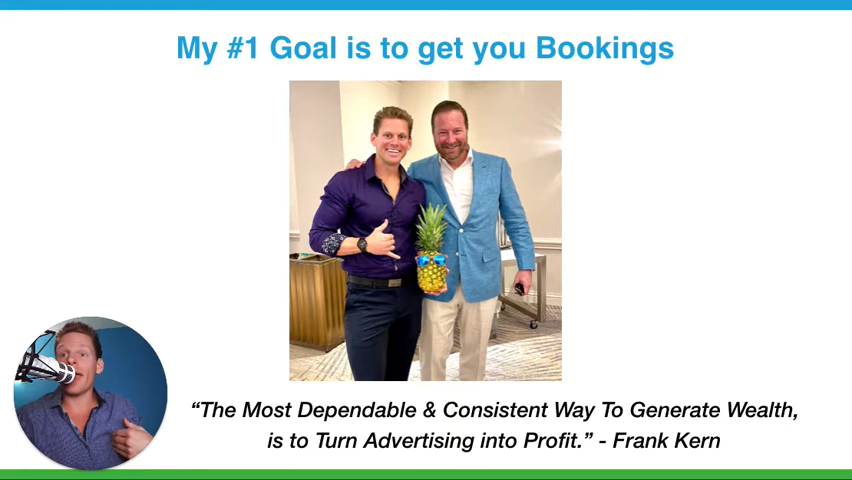 My #1 Goal is to get you Bookings
“The Most Dependable & Consistent Way To Generate Wealth,
is to Turn Advertising into Profit.” - Frank Kern